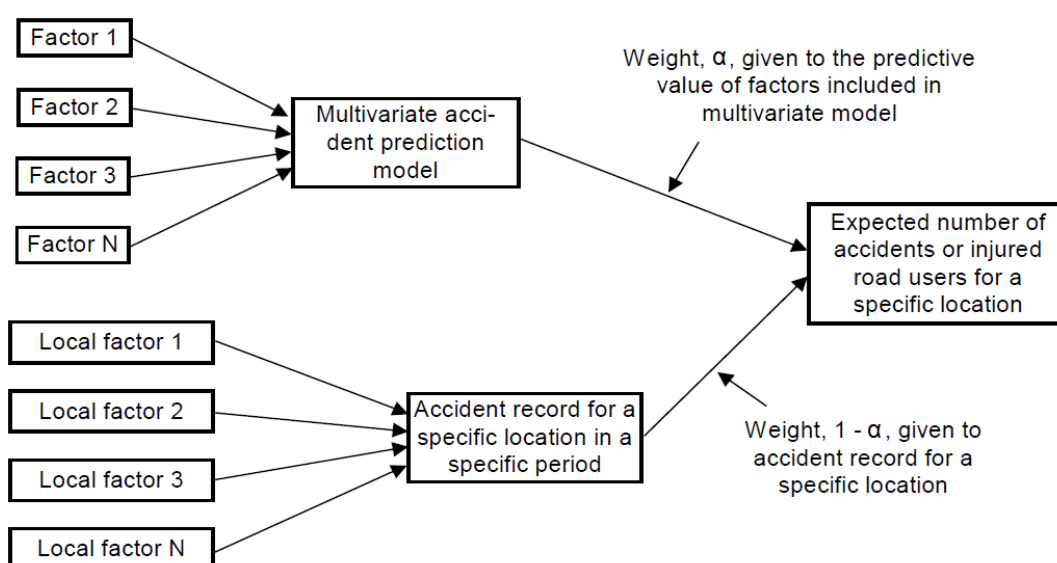 Factor 1
Factor 2
Factor 3
Factor N
Multivariate acci-
dent prediction
model
Weight, α, given to the predictive
value of factors included in
multivariate model
Expected number of
accidents or injured
road users for a
specific location
Local factor 1
Local factor 2
Local factor 3
Local factor N
Accident record for a
specific location in a
specific period
Weight, 1 - α, given to
accident record for a
specific location